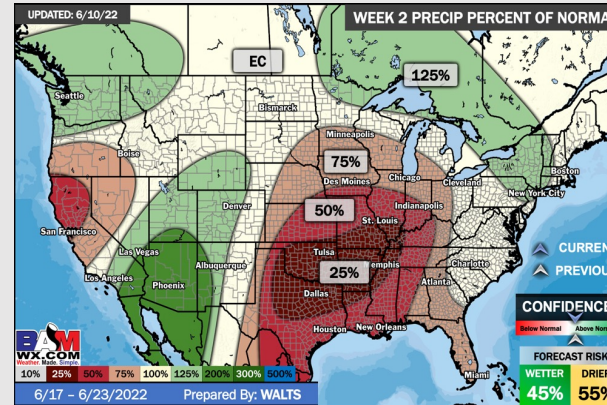 UPDATED: 6/10/22
WEEK 2 PRECIP PERCENT OF NORMA
EC
125%
Seattle
Bismarck
Minneapolis
Boise
75%
Boston
Chicago
Cleveland
Des Moines
New York City
Denver
50%
Indianapolis
San Francisco
St. Louis
Las Vegas
Tulsa
CURREN
Albuquerque
25%
emphis
Charlotte
Los Angeles
Phoenix
PREVIOU
Dallas
Atlanta
CONFIDENCE
Houston
New Orleans
Below Normal
Above Nor
BAM
WX.COM
Weather. Made. Simple.
FORECAST RISK
10% 25% 50% 75% 100% 125% 200% 300% 500%
Miami
WETTER
DRIE
6/17 – 6/23/2022
Prepared By: WALTS
45%
55%